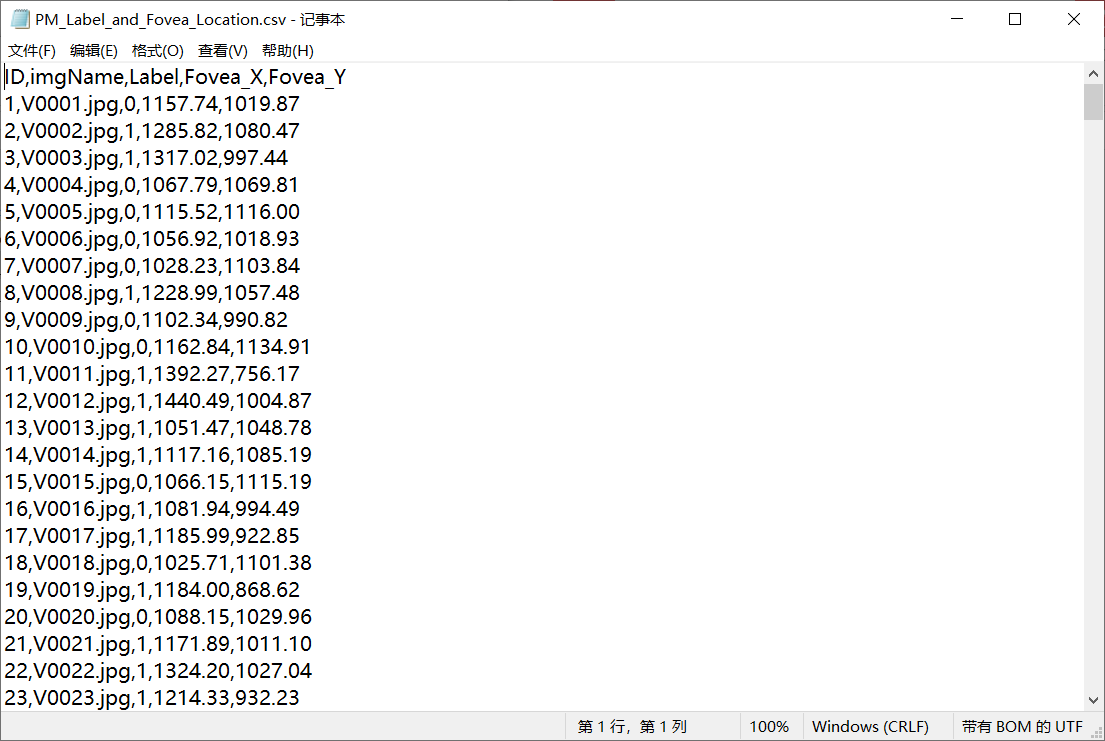 PM_Label_and_Fovea_Location.csv - 记事本
文件(F) 编辑(E) 格式(O) 查看(V) 帮助(H)
ID,imgName,Label,Fovea_X,Fovea_Y
1,V0001.jpg,0,1157.74,1019.87
2,V0002.jpg,1,1285.82,1080.47
3,V0003.jpg,1,1317.02,997.44
4,V0004.jpg,0,1067.79,1069.81
5,V0005.jpg,0,1115.52,1116.00
6,V0006.jpg,0,1056.92,1018.93
7,V0007.jpg,0,1028.23,1103.84
8,V0008.jpg,1,1228.99,1057.48
9,V0009.jpg,0,1102.34,990.82
10,V0010.jpg,0,1162.84,1134.91
11,V0011.jpg,1,1392.27,756.17
12,V0012.jpg,1,1440.49,1004.87
13,V0013.jpg,1,1051.47,1048.78
14,V0014.jpg,1,1117.16,1085.19
15,V0015.jpg,0,1066.15,1115.19
16,V0016.jpg,1,1081.94,994.49
17,V0017.jpg,1,1185.99,922.85
18,V0018.jpg,0,1025.71,1101.38
19,V0019.jpg,1,1184.00,868.62
20,V0020.jpg,0,1088.15,1029.96
21,V0021.jpg,1,1171.89,1011.10
22,V0022.jpg,1,1324.20,1027.04
23,V0023.jpg,1,1214.33,932.23
第 1 行，第 1 列 100% Windows (CRLF) 带有 BOM 的 UTF